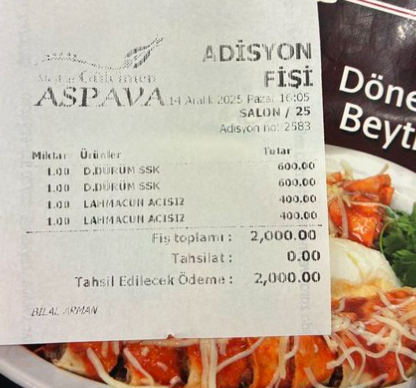 ADİSYON
FİŞİ
ASPAVA
14 Aralık 2025 Pazar 16:05
SALON / 25
Adisyon no: 2583
Miktar Ürünler Tutar
1.00 D.DÜRÜM SSK 600.00
1.00 D.DÜRÜM SSK 600.00
1.00 LAHMACUN ACISIZ 400.00
1.00 LAHMACUN ACISIZ 400.00
Fiş toplamı : 2,000.00
Tahsilat : 0.00
Tahsil Edilecek Ödeme : 2,000.00
BİLAL ARMAN
Döne
Beyti